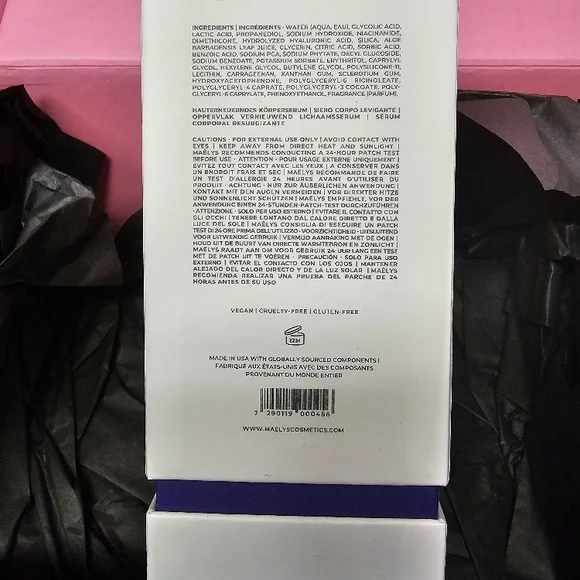 INGREDIENTS | INGRÉDIENTS · WATER (AQUA, EAU), GLYCOLIC ACID,
LACTIC ACID, PROPANEDIOL, SODIUM HYDROXIDE, NIACINAMIDE,
DIMETHICONE, HYDROLYZED HYALURONIC ACID, SILICA, ALOE
BARBADENSIS LEAF JUICE, GLYCERIN, CITRIC ACID, SORBIC ACID,
BENZOIC ACID, SODIUM PCA, SODIUM PHYTATE, DECYL GLUCOSIDE,
SODIUM BENZOATE, POTASSIUM SORBATE, ERYTHRITOL, CAPRYLYL
GLYCOL, HEXYLENE GLYCOL, BUTYLENE GLYCOL, POLYSILICONE-11,
LECITHIN, CARRAGEENAN, XANTHAN GUM, SCLEROTIUM GUM,
HYDROXYACETOPHENONE, POLYGLYCERYL-6 RICINOLEATE,
POLYGLYCERYL-4 CAPRATE, POLYGLYCERYL-3 COCOATE, POLY-
GLYCERYL-6 CAPRYLATE, PHENOXYETHANOL, FRAGRANCE (PARFUM).
HAUTERNEUERNDES KÖRPERSERUM | SIERO CORPO LEVIGANTE |
OPPERVLAK VERNIEUWEND LICHAAMSSERUM | SÉRUM
CORPORAL RESURGIZANTE
CAUTIONS · FOR EXTERNAL USE ONLY | AVOID CONTACT WITH
EYES | KEEP AWAY FROM DIRECT HEAT AND SUNLIGHT |
MAËLYS RECOMMENDS CONDUCTING A 24-HOUR PATCH TEST
BEFORE USE · ATTENTION · POUR USAGE EXTERNE UNIQUEMENT |
EVITEZ TOUT CONTACT AVEC LES YEUX | A CONSERVER DANS
UN ENDROIT FRAIS ET SEC | MAËLYS RECOMMANDE DE FAIRE
UN TEST D'ALLERGIE 24 HEURES AVANT D'UTILISER DU
PRODUIT · ACHTUNG · NUR ZUR ÄUßERLICHEN ANWENDUNG |
KONTAKT MIT DEN AUGEN VERMEIDEN | VOR DIREKTER HITZE
UND SONNENLICHT SCHÜTZEN | MAËLYS EMPFIEHLT, VOR DER
ANWENDUNG EINEN 24-STUNDEN-PATCH-TEST DURCHZUFÜHREN
· ATTENZIONE · SOLO PER USO ESTERNO | EVITARE IL CONTATTO CON
GLI OCCHI | TENERE LONTANO DAL CALORE DIRETTO E DALLA
LUCE DEL SOLE | MAËLYS CONSIGLIA DI ESEGUIRE UN PATCH
TEST DI 24 ORE PRIMA DELL'UTILIZZO · VOORZICHTIGHEID · UITSLUITEND
VOOR UITWENDIG GEBRUIK | VERMIJD AANRAKING MET DE OGEN |
HOUD UIT DE BUURT VAN DIRECTE WARMTEBRON EN ZONLICHT |
MAËLYS RAADT AAN OM VOOR GEBRUIK 24 UUR LANG EEN TEST
MET DE PATCH UIT TE VOEREN · PRECAUCIÓN · SOLO PARA USO
EXTERNO | EVITAR EL CONTACTO CON LOS OJOS | MANTENER
ALEJADO DEL CALOR DIRECTO Y DE LA LUZ SOLAR | MAËLYS
RECOMIENDA REALIZAR UNA PRUEBA DEL PARCHE DE 24
HORAS ANTES DE SU USO
VEGAN | CRUELTY-FREE | GLUTEN-FREE
12M
MADE IN USA WITH GLOBALLY SOURCED COMPONENTS |
FABRIQUÉ AUX ÉTATS-UNIS AVEC DES COMPOSANTS
PROVENANT DU MONDE ENTIER
7 290119 000456
WWW.MAELYSCOSMETICS.COM